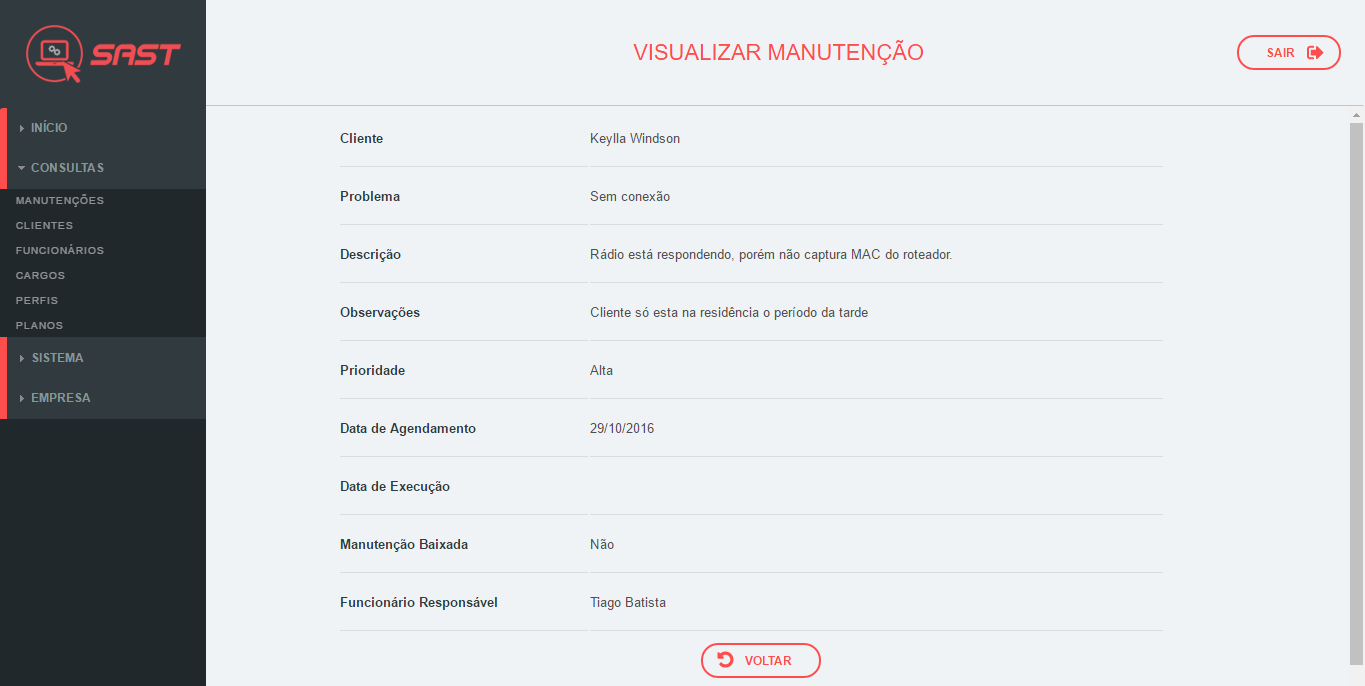 SAST
VISUALIZAR MANUTENÇÃO
SAIR
INÍCIO
CONSULTAS
MANUTENÇÕES
CLIENTES
FUNCIONÁRIOS
CARGOS
PERFIS
PLANOS
SISTEMA
EMPRESA
Cliente Keylla Windson
Problema Sem conexão
Descrição Rádio está respondendo, porém não captura MAC do roteador.
Observações Cliente só esta na residência o período da tarde
Prioridade Alta
Data de Agendamento 29/10/2016
Data de Execução
Manutenção Baixada Não
Funcionário Responsável Tiago Batista
VOLTAR